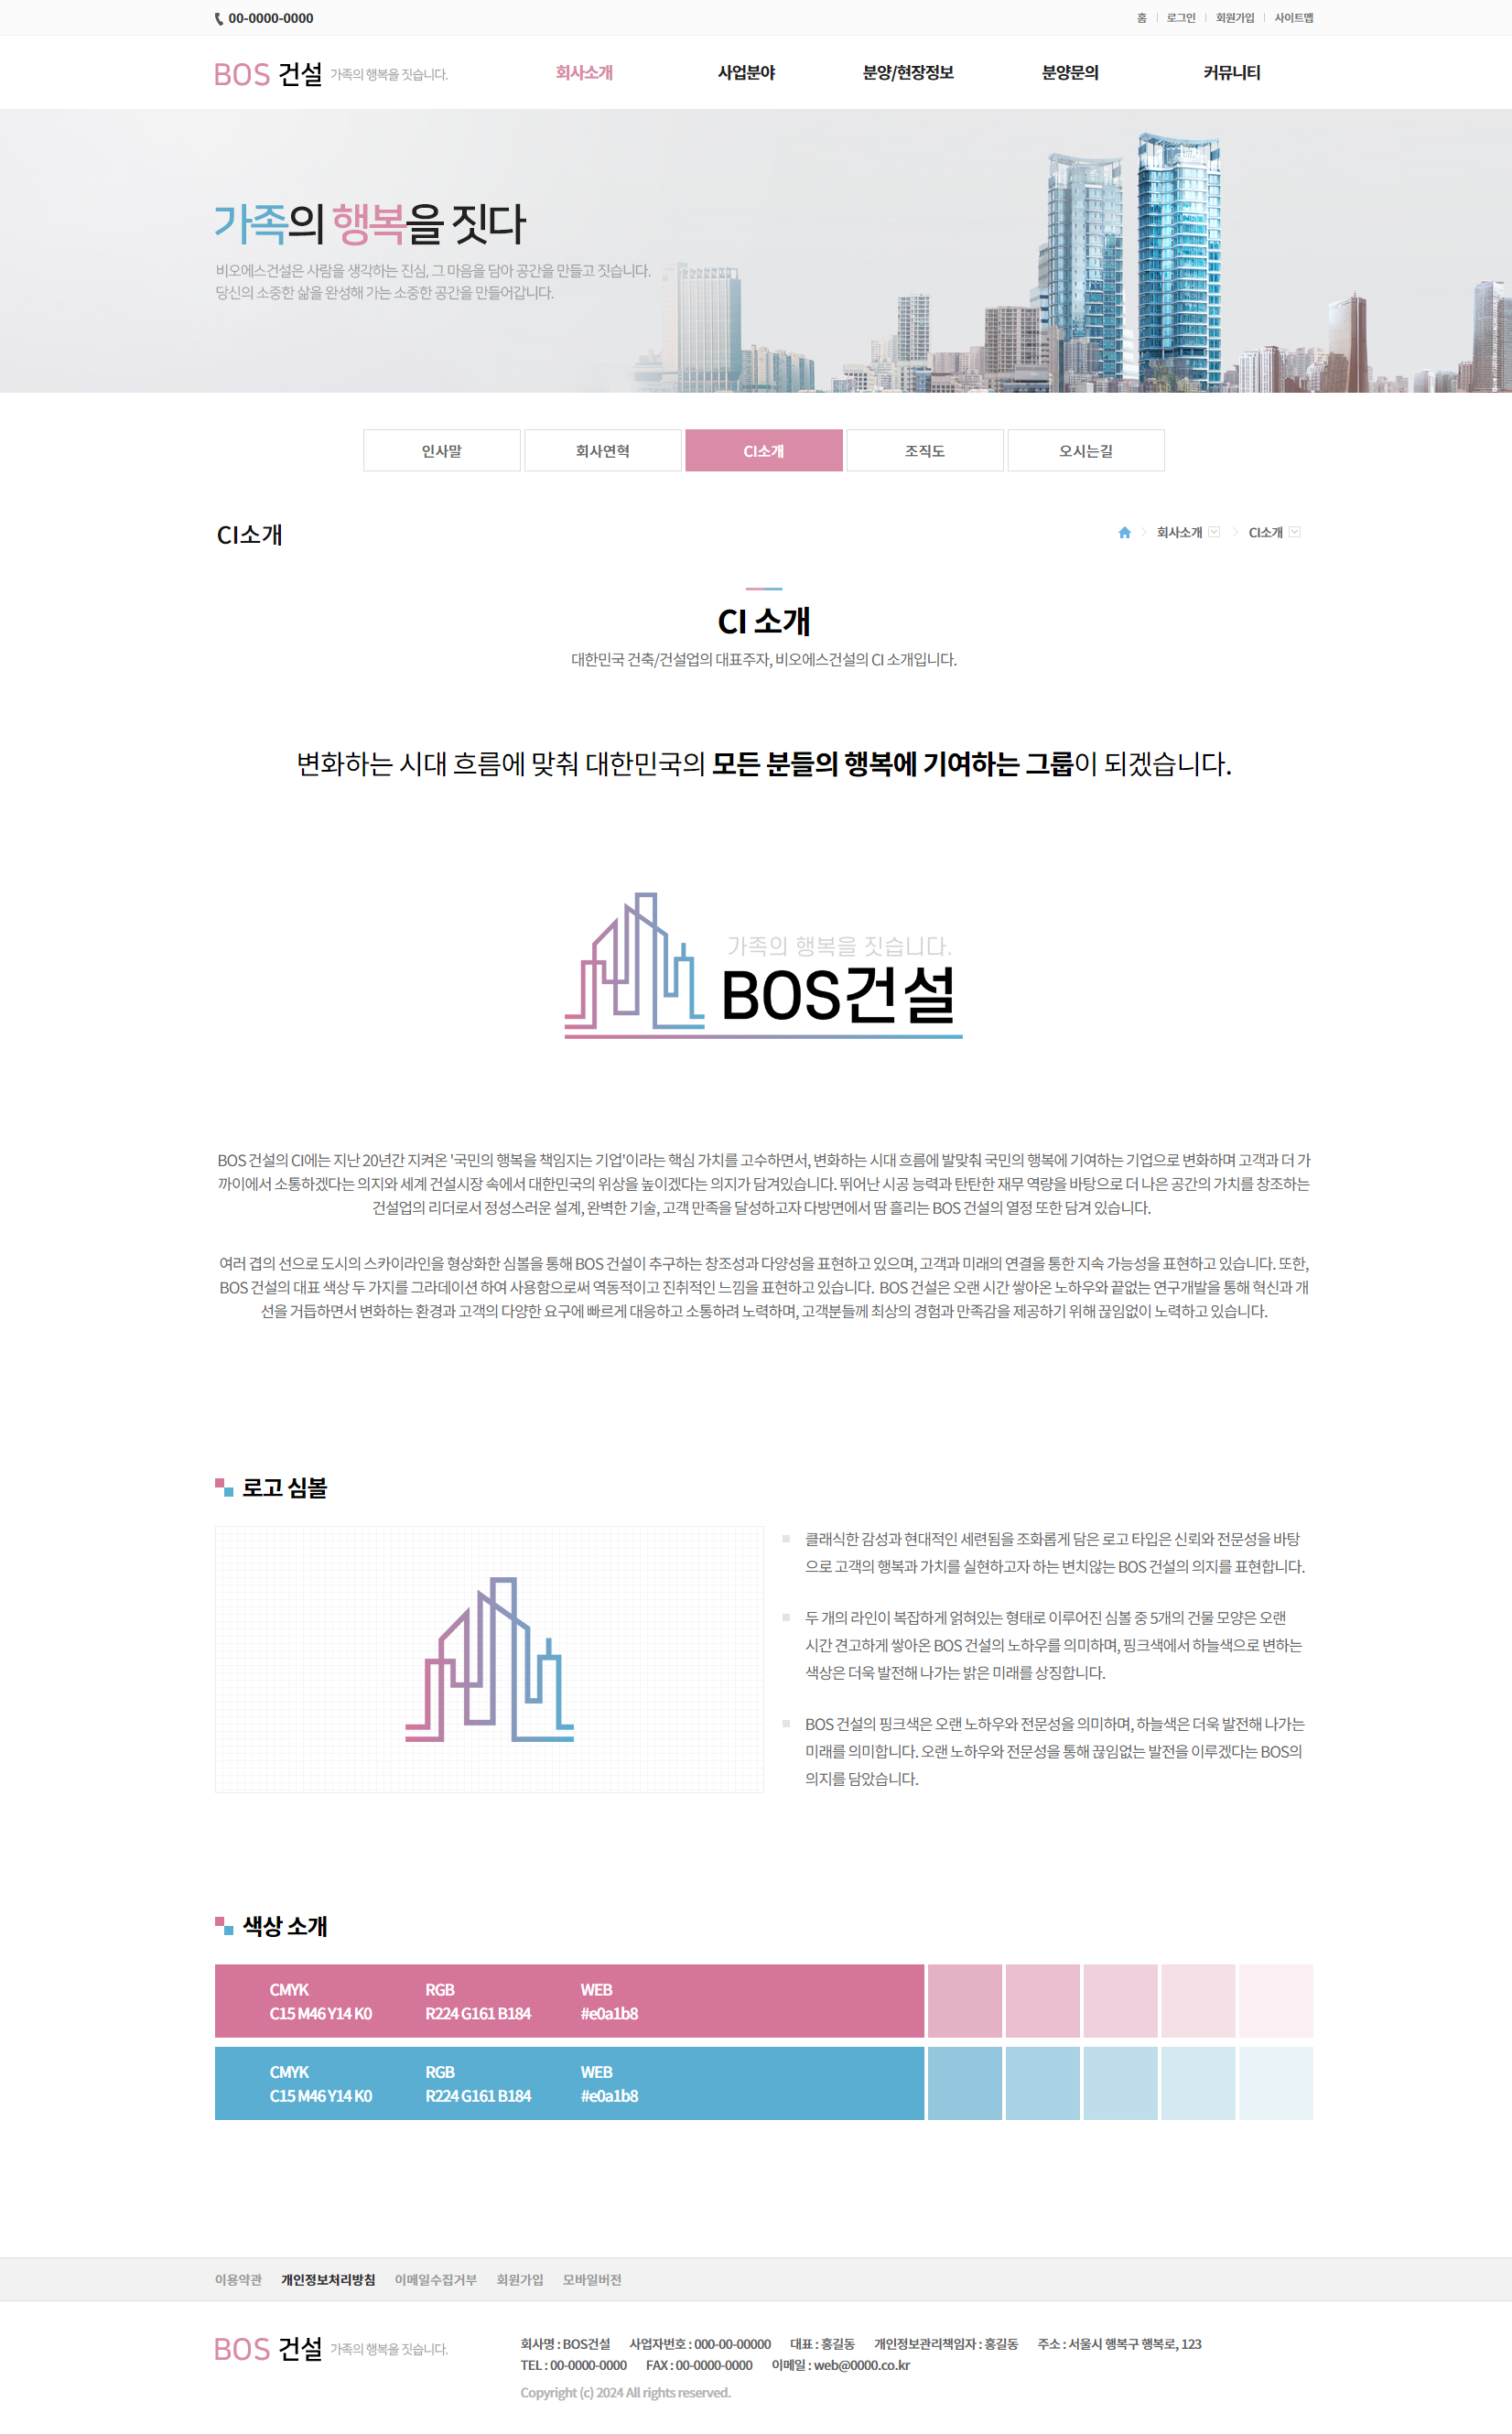 00-0000-0000
홈 로그인 회원가입 사이트맵
BOS 건설 가족의 행복을 짓습니다.
회사소개 사업분야 분양/현장정보 분양문의 커뮤니티
가족의 행복을 짓다
비오에스건설은 사람을 생각하는 진심, 그 마음을 담아 공간을 만들고 짓습니다.
당신의 소중한 삶을 완성해 가는 소중한 공간을 만들어갑니다.
인사말 회사연혁 CI소개 조직도 오시는길
CI소개
회사소개 CI소개
CI 소개
대한민국 건축/건설업의 대표주자, 비오에스건설의 CI 소개입니다.
변화하는 시대 흐름에 맞춰 대한민국의 모든 분들의 행복에 기여하는 그룹이 되겠습니다.
가족의 행복을 짓습니다.
BOS건설
BOS 건설의 CI에는 지난 20년간 지켜온 '국민의 행복을 책임지는 기업'이라는 핵심 가치를 고수하면서, 변화하는 시대 흐름에 발맞춰 국민의 행복에 기여하는 기업으로 변화하며 고객과 더 가
까이에서 소통하겠다는 의지와 세계 건설시장 속에서 대한민국의 위상을 높이겠다는 의지가 담겨있습니다. 뛰어난 시공 능력과 탄탄한 재무 역량을 바탕으로 더 나은 공간의 가치를 창조하는
건설업의 리더로서 정성스러운 설계, 완벽한 기술, 고객 만족을 달성하고자 다방면에서 땀 흘리는 BOS 건설의 열정 또한 담겨 있습니다.
여러 겹의 선으로 도시의 스카이라인을 형상화한 심볼을 통해 BOS 건설이 추구하는 창조성과 다양성을 표현하고 있으며, 고객과 미래의 연결을 통한 지속 가능성을 표현하고 있습니다. 또한,
BOS 건설의 대표 색상 두 가지를 그라데이션 하여 사용함으로써 역동적이고 진취적인 느낌을 표현하고 있습니다. BOS 건설은 오랜 시간 쌓아온 노하우와 끝없는 연구개발을 통해 혁신과 개
선을 거듭하면서 변화하는 환경과 고객의 다양한 요구에 빠르게 대응하고 소통하려 노력하며, 고객분들께 최상의 경험과 만족감을 제공하기 위해 끊임없이 노력하고 있습니다.
로고 심볼
클래식한 감성과 현대적인 세련됨을 조화롭게 담은 로고 타입은 신뢰와 전문성을 바탕
으로 고객의 행복과 가치를 실현하고자 하는 변치않는 BOS 건설의 의지를 표현합니다.
두 개의 라인이 복잡하게 얽혀있는 형태로 이루어진 심볼 중 5개의 건물 모양은 오랜
시간 견고하게 쌓아온 BOS 건설의 노하우를 의미하며, 핑크색에서 하늘색으로 변하는
색상은 더욱 발전해 나가는 밝은 미래를 상징합니다.
BOS 건설의 핑크색은 오랜 노하우와 전문성을 의미하며, 하늘색은 더욱 발전해 나가는
미래를 의미합니다. 오랜 노하우와 전문성을 통해 끊임없는 발전을 이루겠다는 BOS의
의지를 담았습니다.
색상 소개
CMYK RGB WEB
C15 M46 Y14 K0 R224 G161 B184 #e0a1b8
CMYK RGB WEB
C15 M46 Y14 K0 R224 G161 B184 #e0a1b8
이용약관 개인정보처리방침 이메일수집거부 회원가입 모바일버전
BOS 건설 가족의 행복을 짓습니다.
회사명 : BOS건설 사업자번호 : 000-00-00000 대표 : 홍길동 개인정보관리책임자 : 홍길동 주소 : 서울시 행복구 행복로, 123
TEL : 00-0000-0000 FAX : 00-0000-0000 이메일 : web@0000.co.kr
Copyright (c) 2024 All rights reserved.